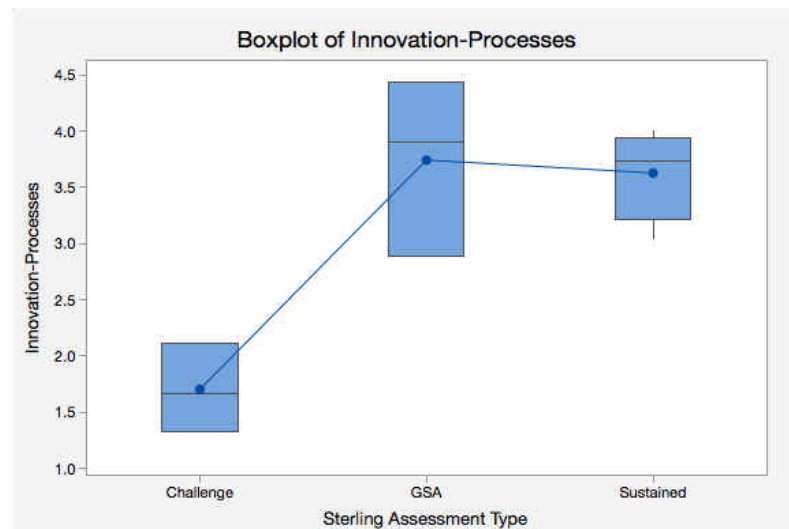 Boxplot of Innovation-Processes
4.5
4.0
3.5
3.0
2.5
2.0
1.5
1.0
Innovation-Processes
Challenge
GSA
Sustained
Sterling Assessment Type